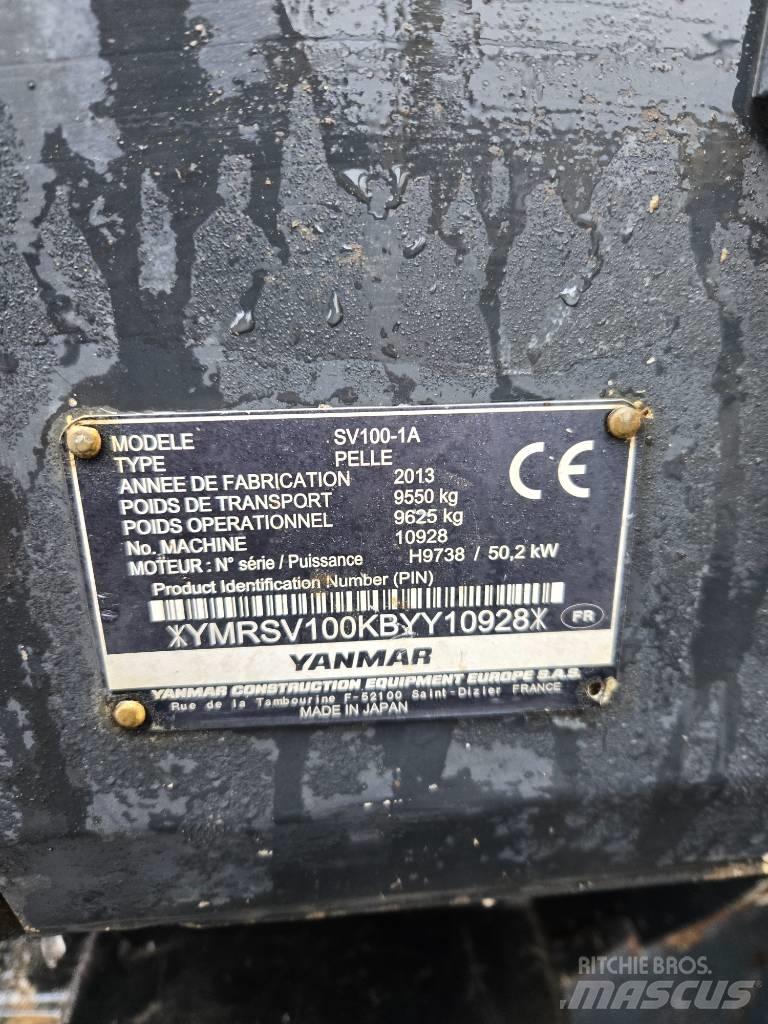 MODELE SV100-1A
TYPE PELLE
ANNEE DE FABRICATION 2013
POIDS DE TRANSPORT 9550 kg
POIDS OPERATIONNEL 9625 kg
No. MACHINE 10928
MOTEUR : N° série / Puissance H9738 / 50,2 kW
Product Identification Number (PIN)
*YMRSV100KBYY10928*
FR
CE
YANMAR
YANMAR CONSTRUCTION EQUIPMENT EUROPE S.A.S.
Rue de la Tambourine F-52100 Saint-Dizier FRANCE
MADE IN JAPAN
RITCHIE BROS.
MASCUS